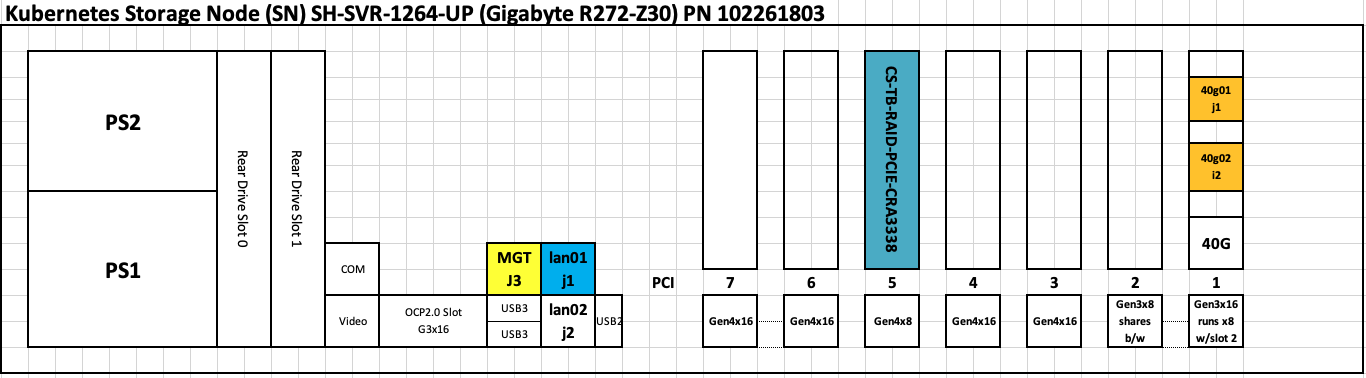 Kubernetes Storage Node (SN) SH-SVR-1264-UP (Gigabyte R272-Z30) PN 102261803
PS2
PS1
Rear Drive Slot 0
Rear Drive Slot 1
COM
Video
OCP2.0 Slot
G3x16
MGT
J3
lan01
j1
USB3
USB3
lan02
j2
USB2
CS-TB-RAID-PCIE-CRA3338
40g01
j1
40g02
i2
40G
PCI
7
6
5
4
3
2
1
Gen4x16
Gen4x16
Gen4x8
Gen4x16
Gen4x16
Gen3x8
shares
b/w
Gen3x16
runs x8
w/slot 2